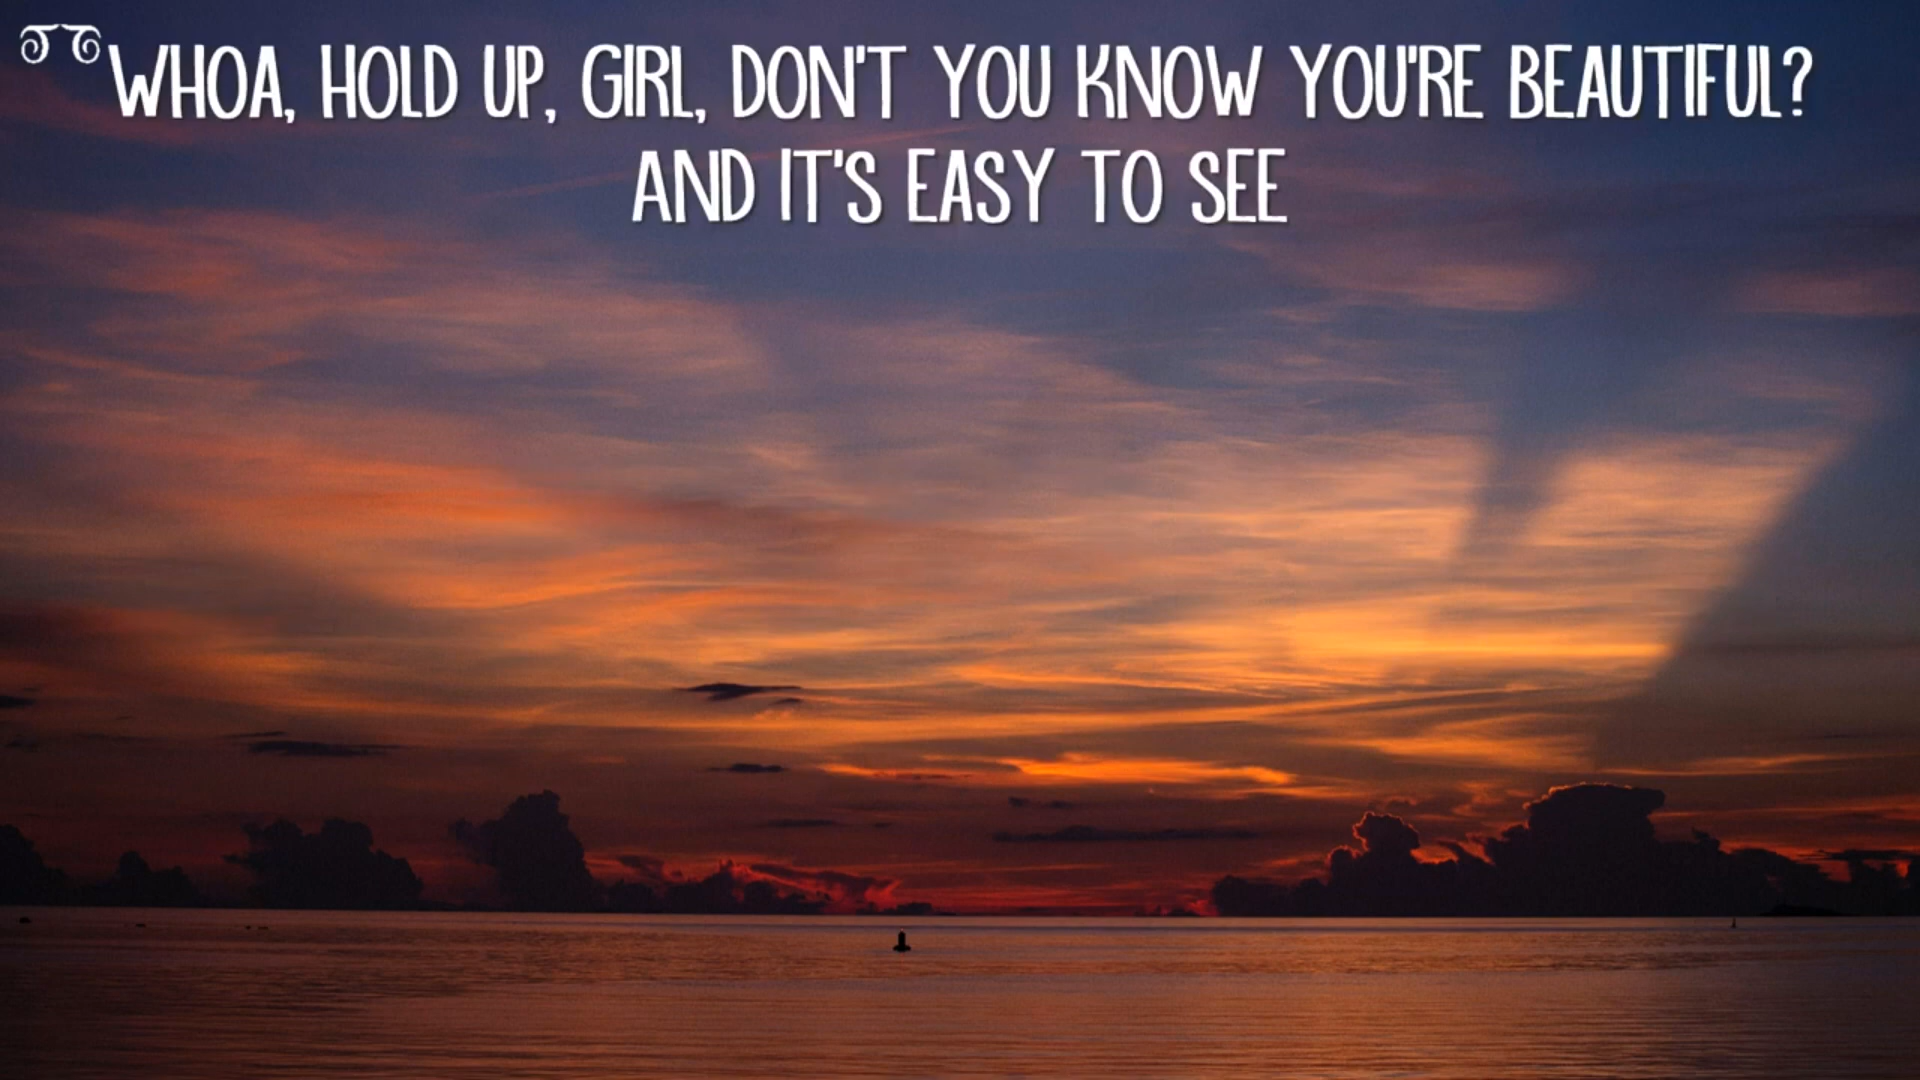 WHOA, HOLD UP, GIRL, DON'T YOU KNOW YOU'RE BEAUTIFUL?
AND IT'S EASY TO SEE